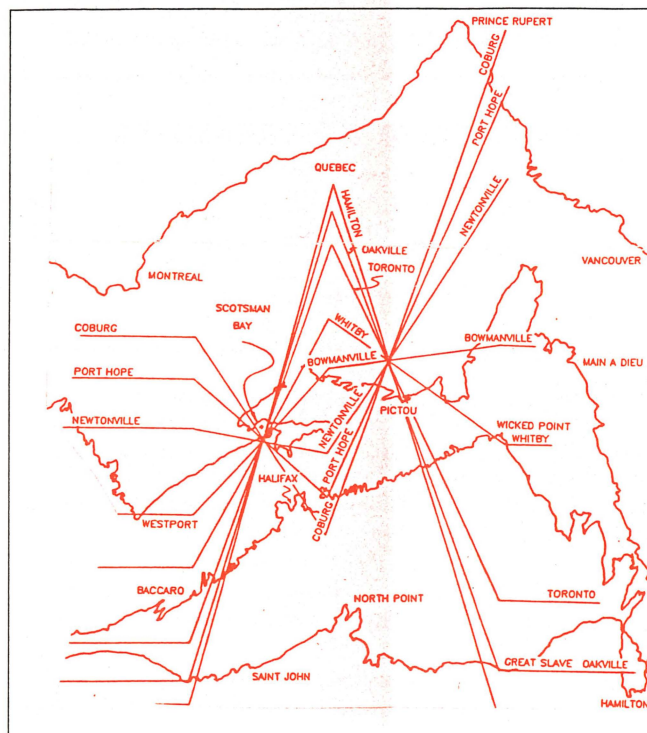 PRINCE RUPERT
COBURG
PORT HOPE
QUEBEC
HAMILTON
NEWTONVILLE
OAKVILLE
VANCOUVER
TORONTO
MONTREAL
SCOTSMAN
BAY
COBURG
WHITBY
BOWMANVILLE
BOWMANVILLE
MAIN A DIEU
PORT HOPE
PICTOU
NEWTONVILLE
NEWTONVILLE
WICKED POINT
WHITBY
PORT HOPE
HALIFAX
COBURG
WESTPORT
BACCARO
NORTH POINT
TORONTO
SAINT JOHN
GREAT SLAVE OAKVILLE
HAMILTON